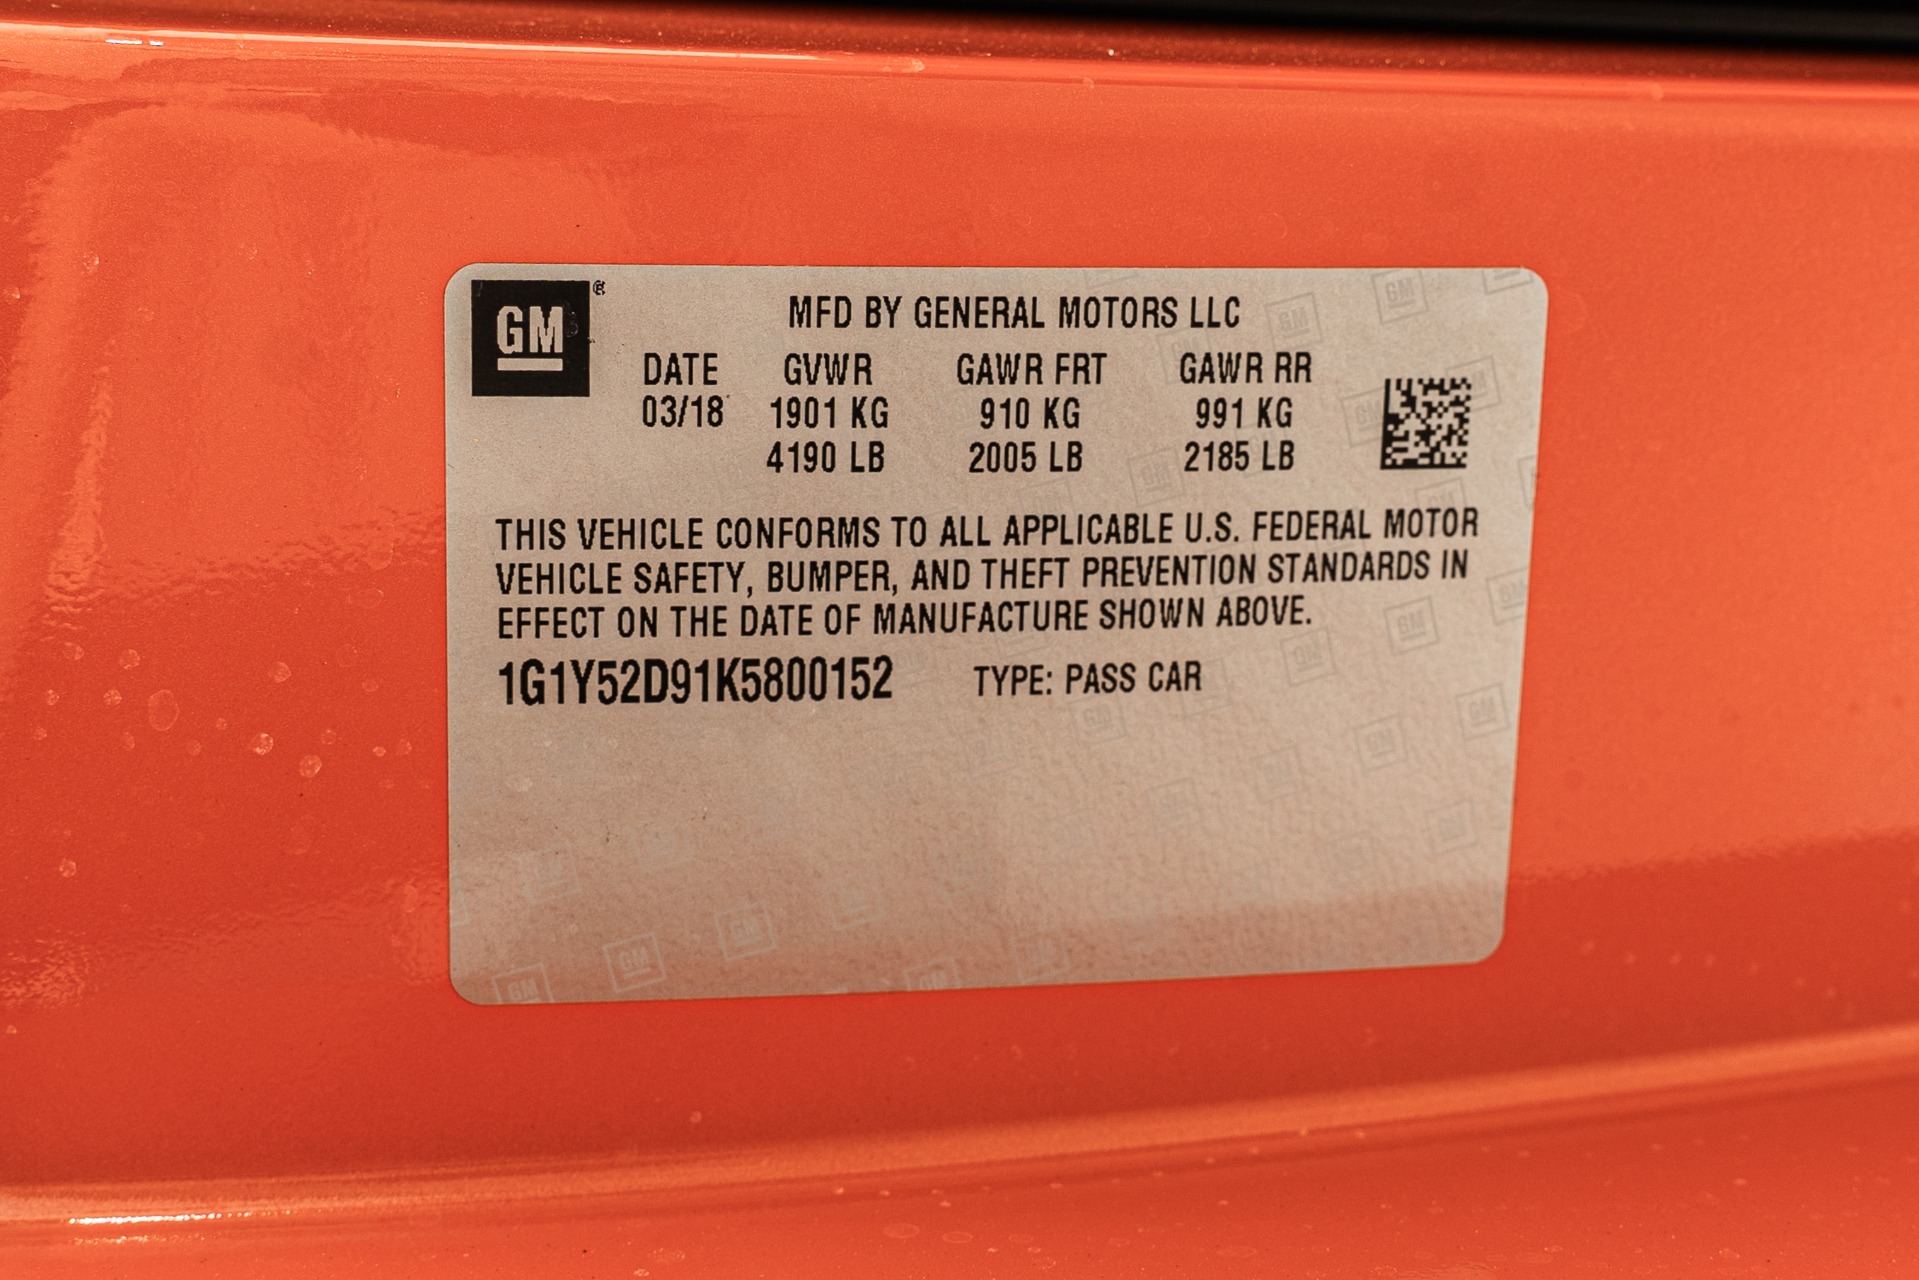 GM ®
MFD BY GENERAL MOTORS LLC
DATE GVWR GAWR FRT GAWR RR
03/18 1901 KG 910 KG 991 KG
4190 LB 2005 LB 2185 LB
THIS VEHICLE CONFORMS TO ALL APPLICABLE U.S. FEDERAL MOTOR
VEHICLE SAFETY, BUMPER, AND THEFT PREVENTION STANDARDS IN
EFFECT ON THE DATE OF MANUFACTURE SHOWN ABOVE.
1G1Y52D91K5800152 TYPE: PASS CAR